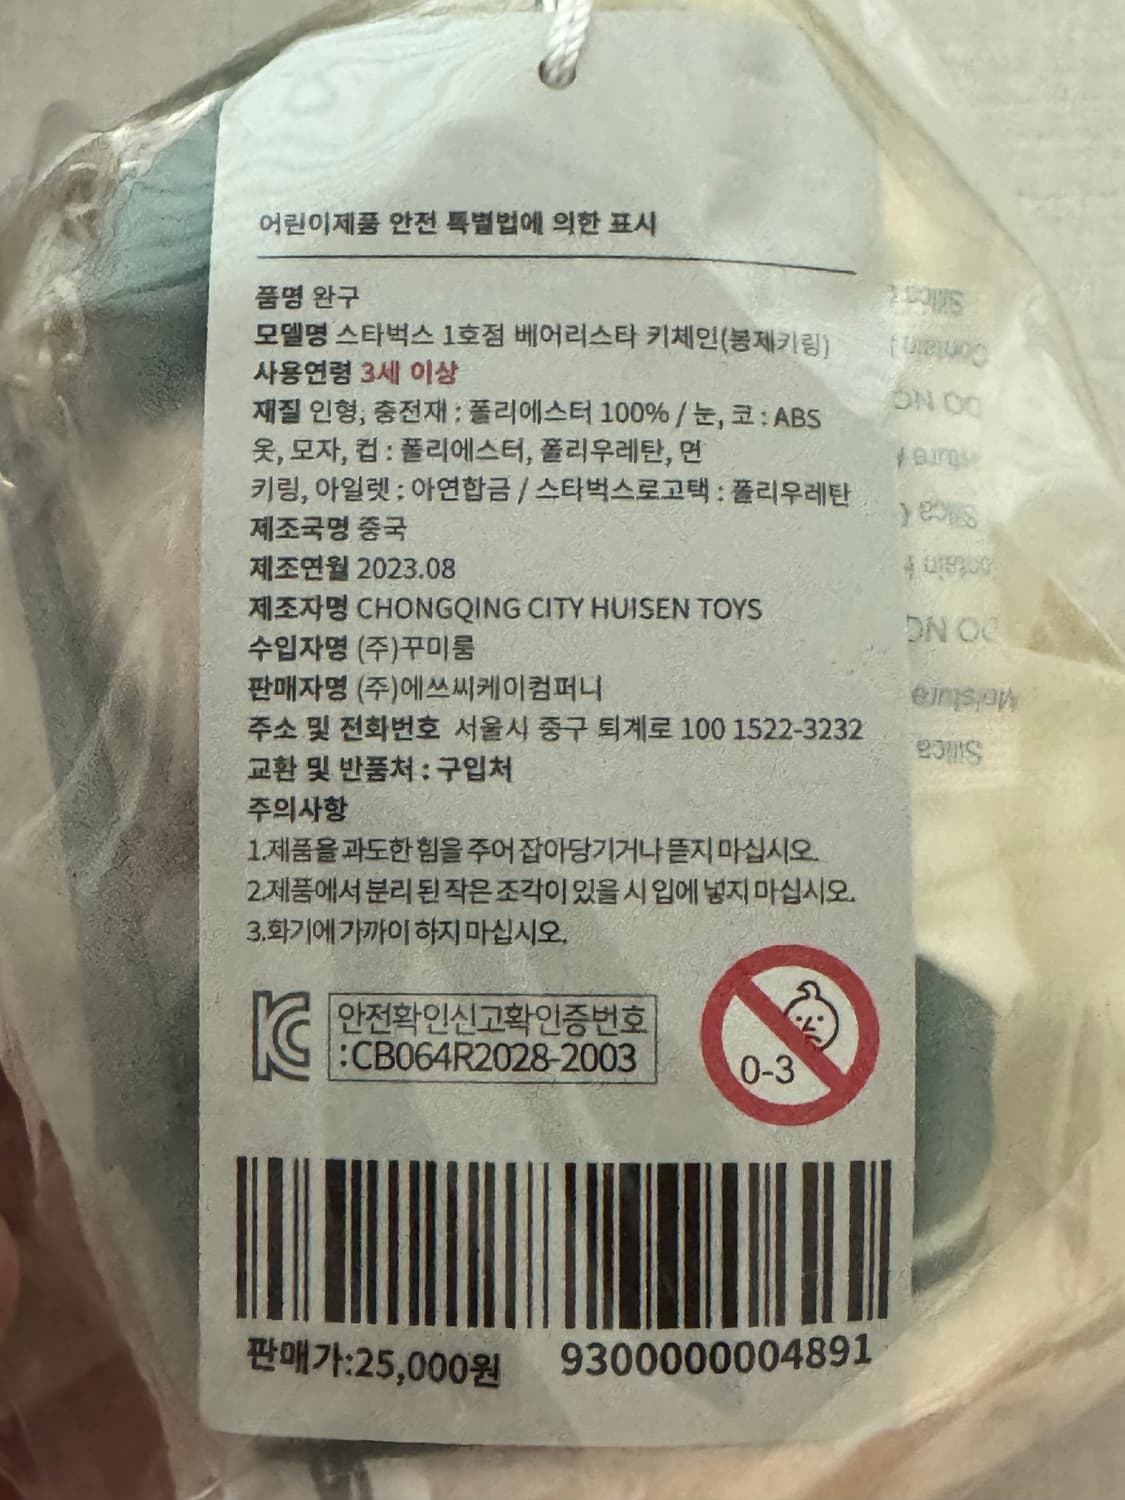 어린이제품 안전 특별법에 의한 표시
품명 완구
모델명 스타벅스 1호점 베어리스타 키체인(봉제키링)
사용연령 3세 이상
재질 인형, 충전재 : 폴리에스터 100% / 눈, 코 : ABS
옷, 모자, 컵 : 폴리에스터, 폴리우레탄, 면
키링, 아일렛 : 아연합금 / 스타벅스로고택 : 폴리우레탄
제조국명 중국
제조연월 2023.08
제조자명 CHONGQING CITY HUISEN TOYS
수입자명 (주)꾸미룸
판매자명 (주)에쓰씨케이컴퍼니
주소 및 전화번호 서울시 중구 퇴계로 100 1522-3232
교환 및 반품처 : 구입처
주의사항
1.제품을 과도한 힘을 주어 잡아당기거나 뜯지 마십시오.
2.제품에서 분리 된 작은 조각이 있을 시 입에 넣지 마십시오.
3.화기에 가까이 하지 마십시오.
KC
안전확인신고확인증번호
:CB064R2028-2003
0-3
판매가:25,000원
9300000004891
Silica
Contain
DO NO
Silica
ontain
DO NO
Moisture
Silica